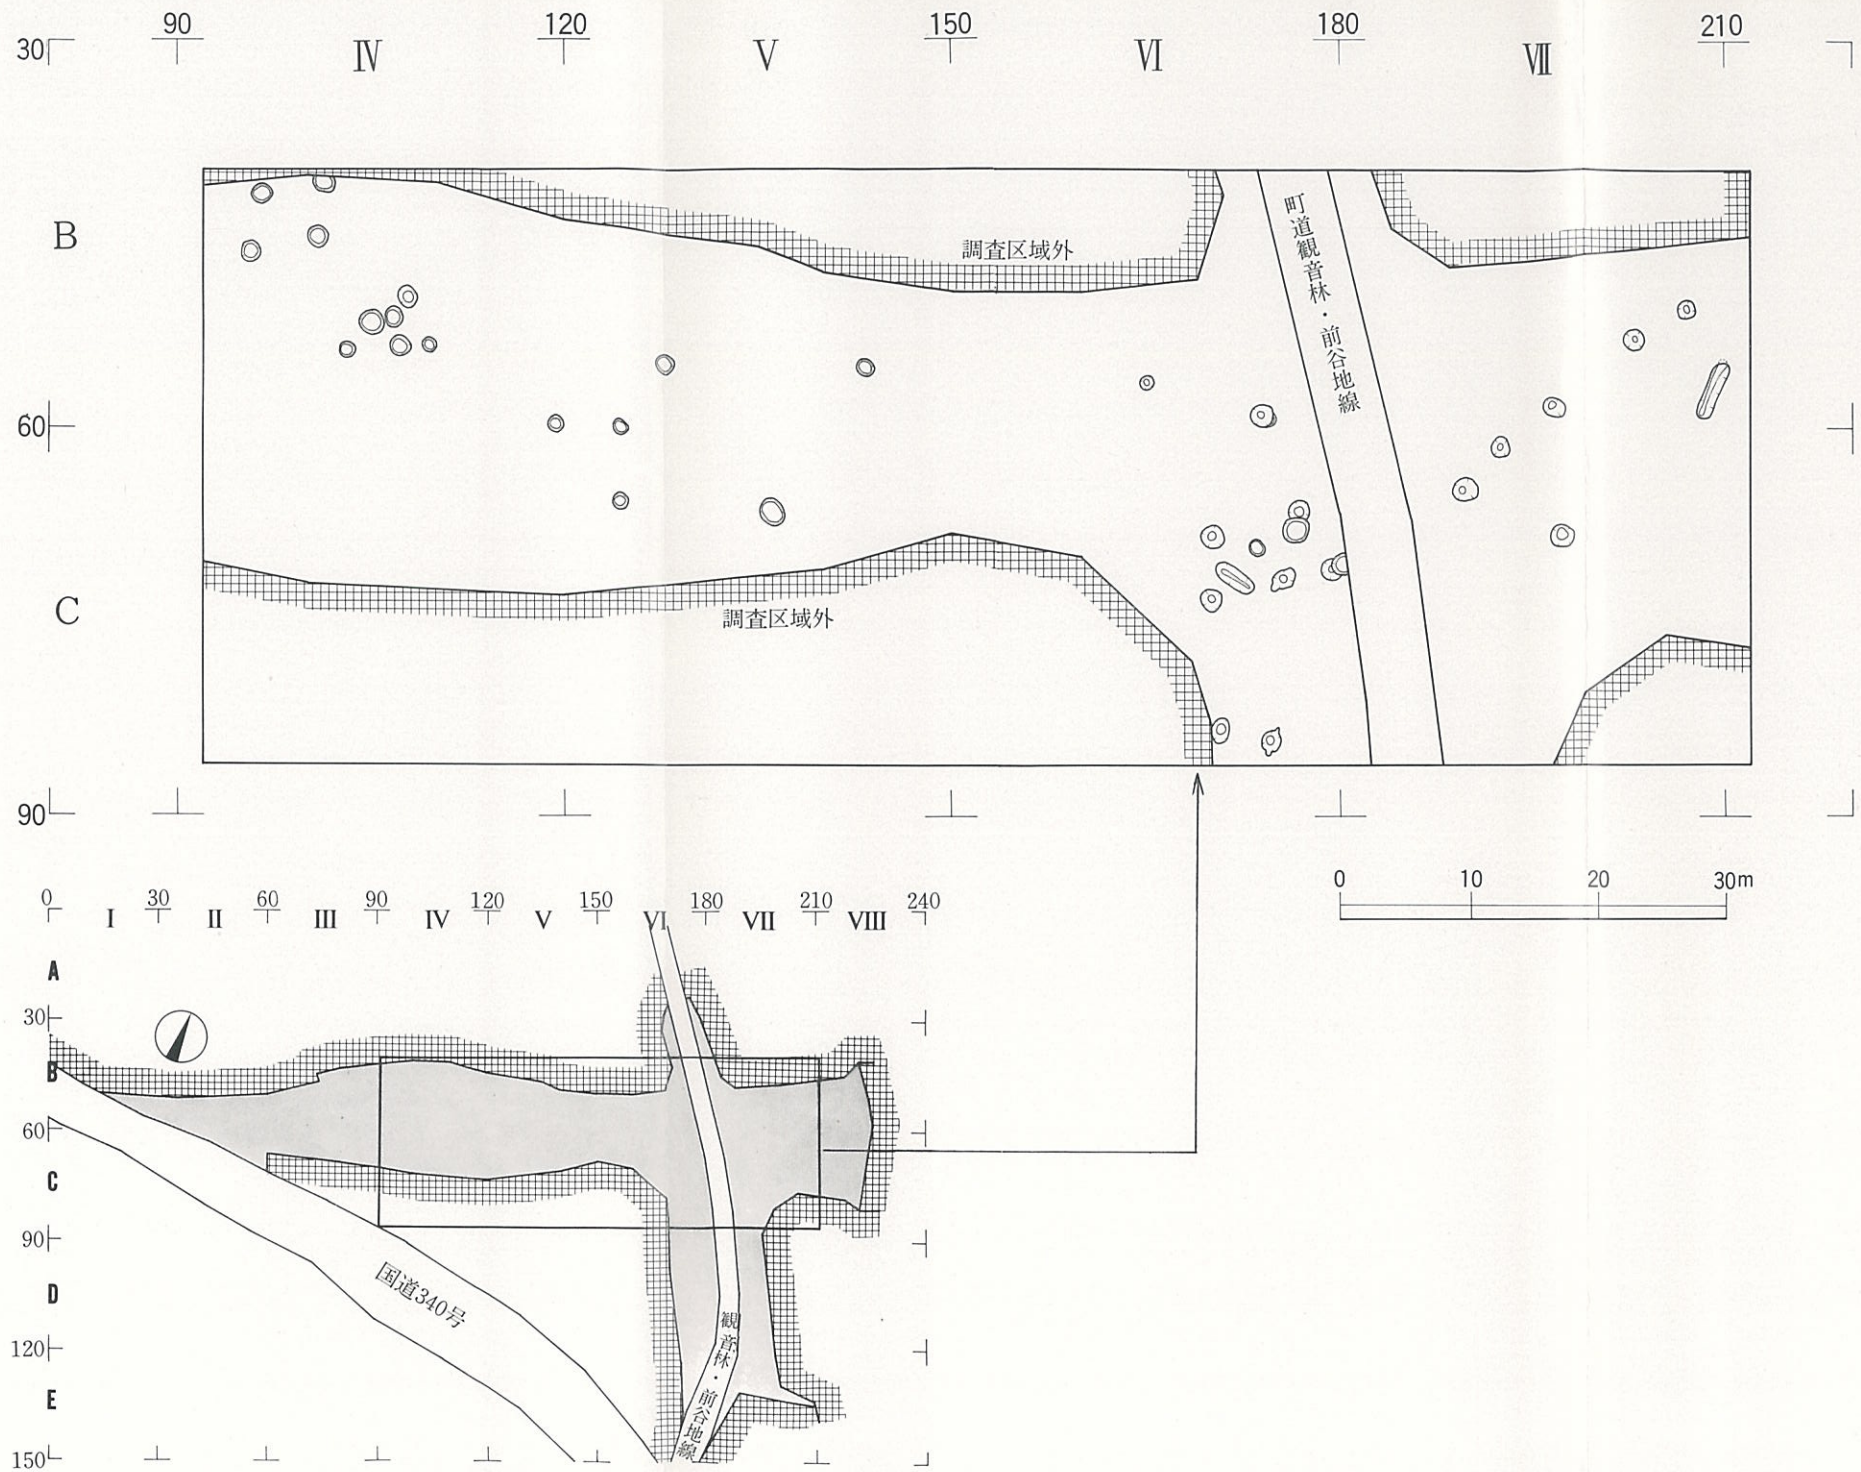 90 120 150 180 210
30 Ⅳ Ⅴ Ⅵ Ⅶ
B
調査区域外
町道観音林・前谷地線
60
C
調査区域外
90
0 30 60 90 120 150 180 210 240
Ⅰ Ⅱ Ⅲ Ⅳ Ⅴ Ⅵ Ⅶ Ⅷ
0 10 20 30m
A
30
B
60
C
90
国道340号
D
観音林・前谷地線
120
E
150